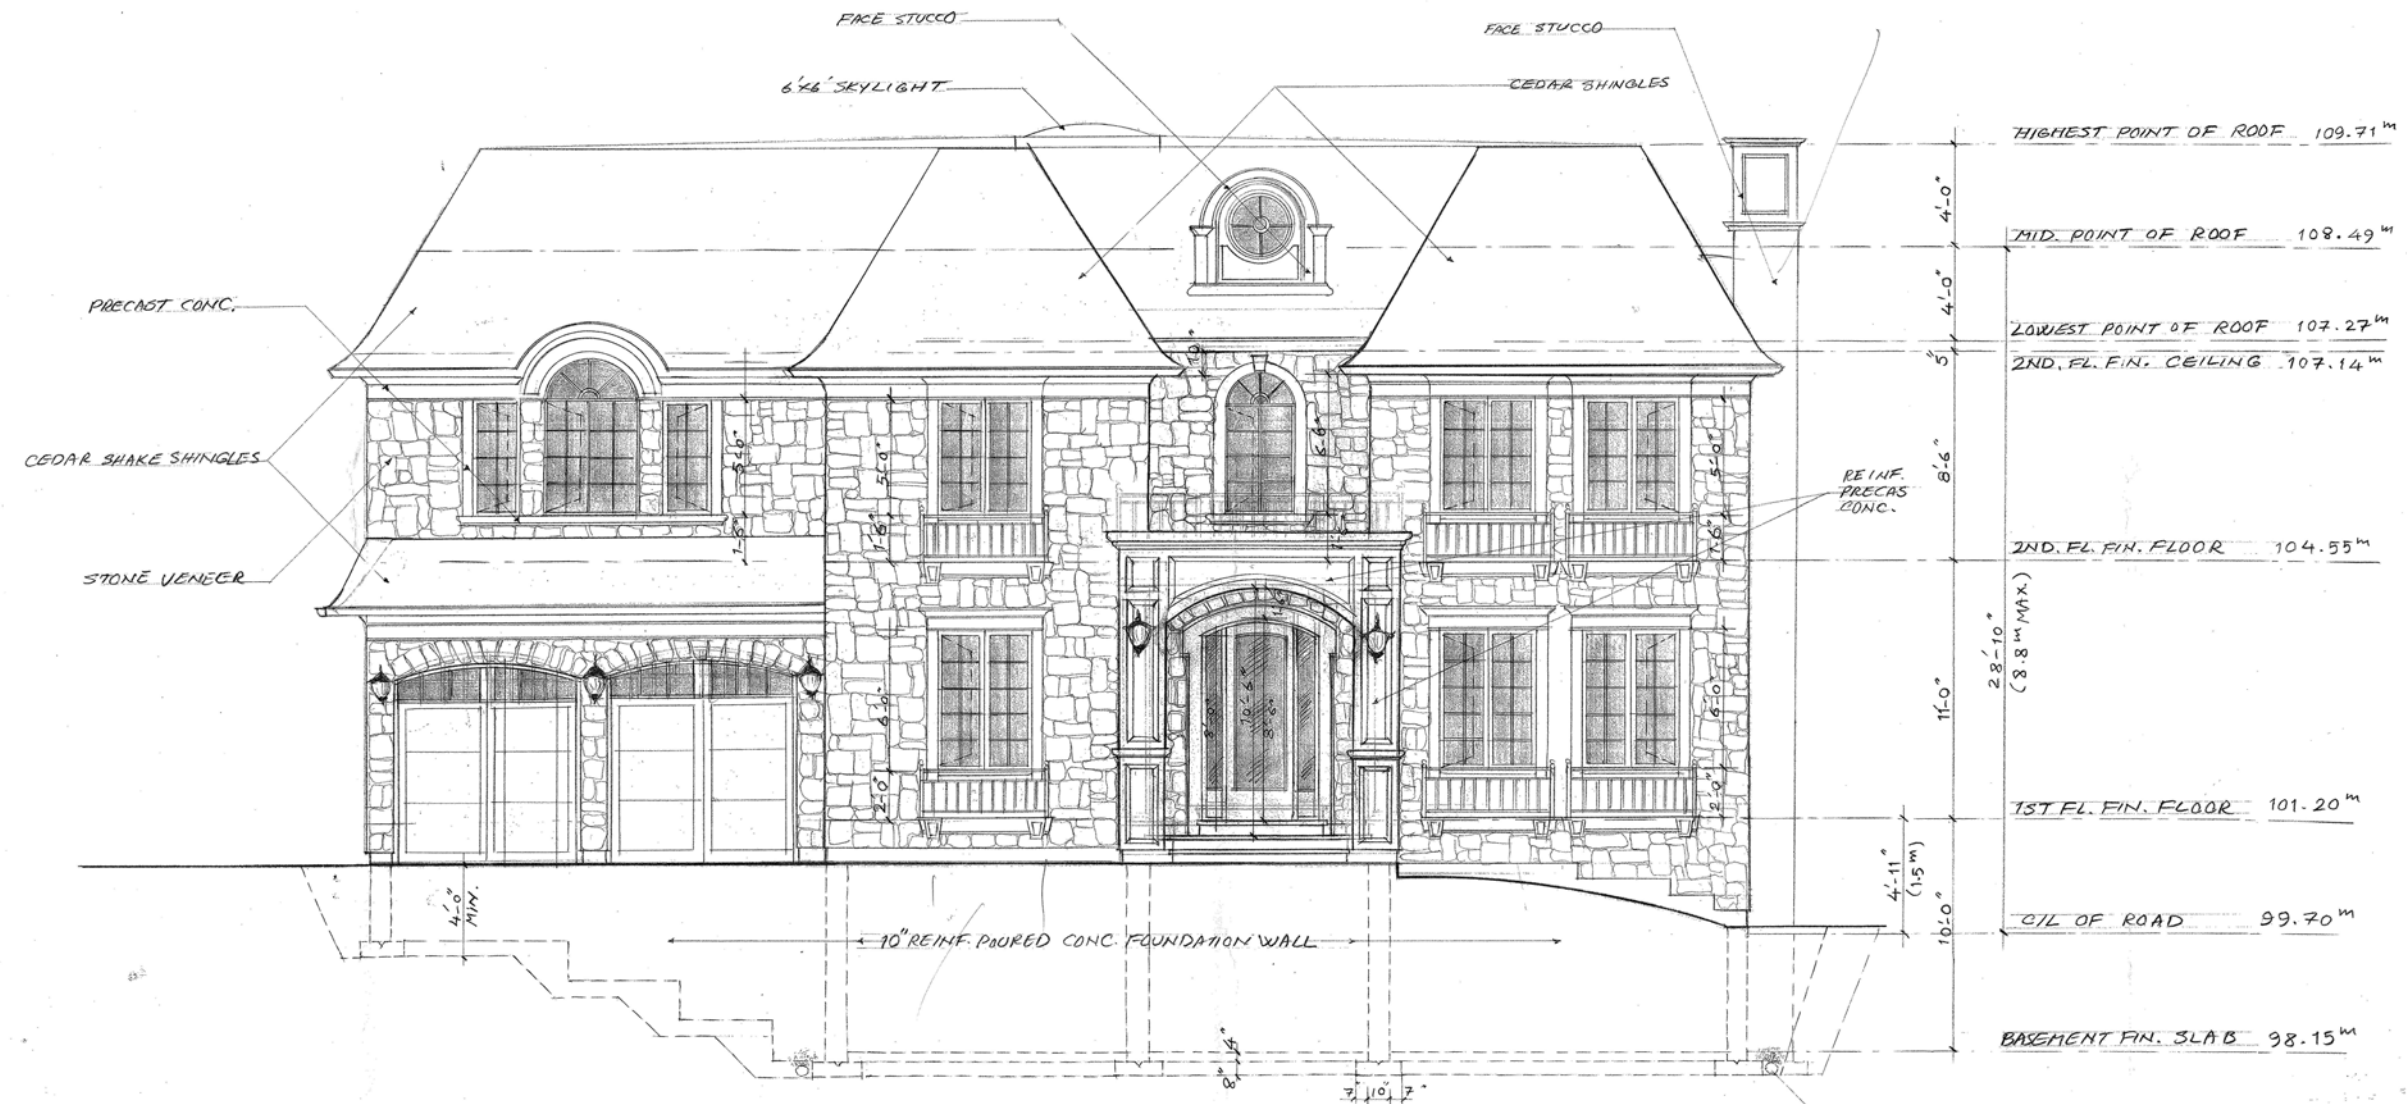 FACE STUCCO
FACE STUCCO
6'X6' SKYLIGHT
CEDAR SHINGLES
HIGHEST POINT OF ROOF 109.71m
4'-0"
MID. POINT OF ROOF 108.49m
PRECAST CONC.
4'-0"
LOWEST POINT OF ROOF 107.27m
10"
5"
2ND. FL. FIN. CEILING 107.14m
CEDAR SHAKE SHINGLES
5'-0"
5'-0"
6'-6"
5'-0"
8'-6"
REINF.
PRECAS
CONC.
1'-6"
1'-6"
1'-6"
2ND. FL. FIN. FLOOR 104.55m
STONE VENEER
28'-10"
(8.8m MAX.)
6'-0"
8'-0"
10'-6"
8'-6"
6'-0"
11'-0"
2'-0"
2'-0"
1ST FL. FIN. FLOOR 101.20m
4'-0"
MIN.
4'-11"
(1.5m)
10'-0"
C/L OF ROAD 99.70m
10" REINF. POURED CONC. FOUNDATION WALL
BASEMENT FIN. SLAB 98.15m
4"
8"
7" 10" 7"